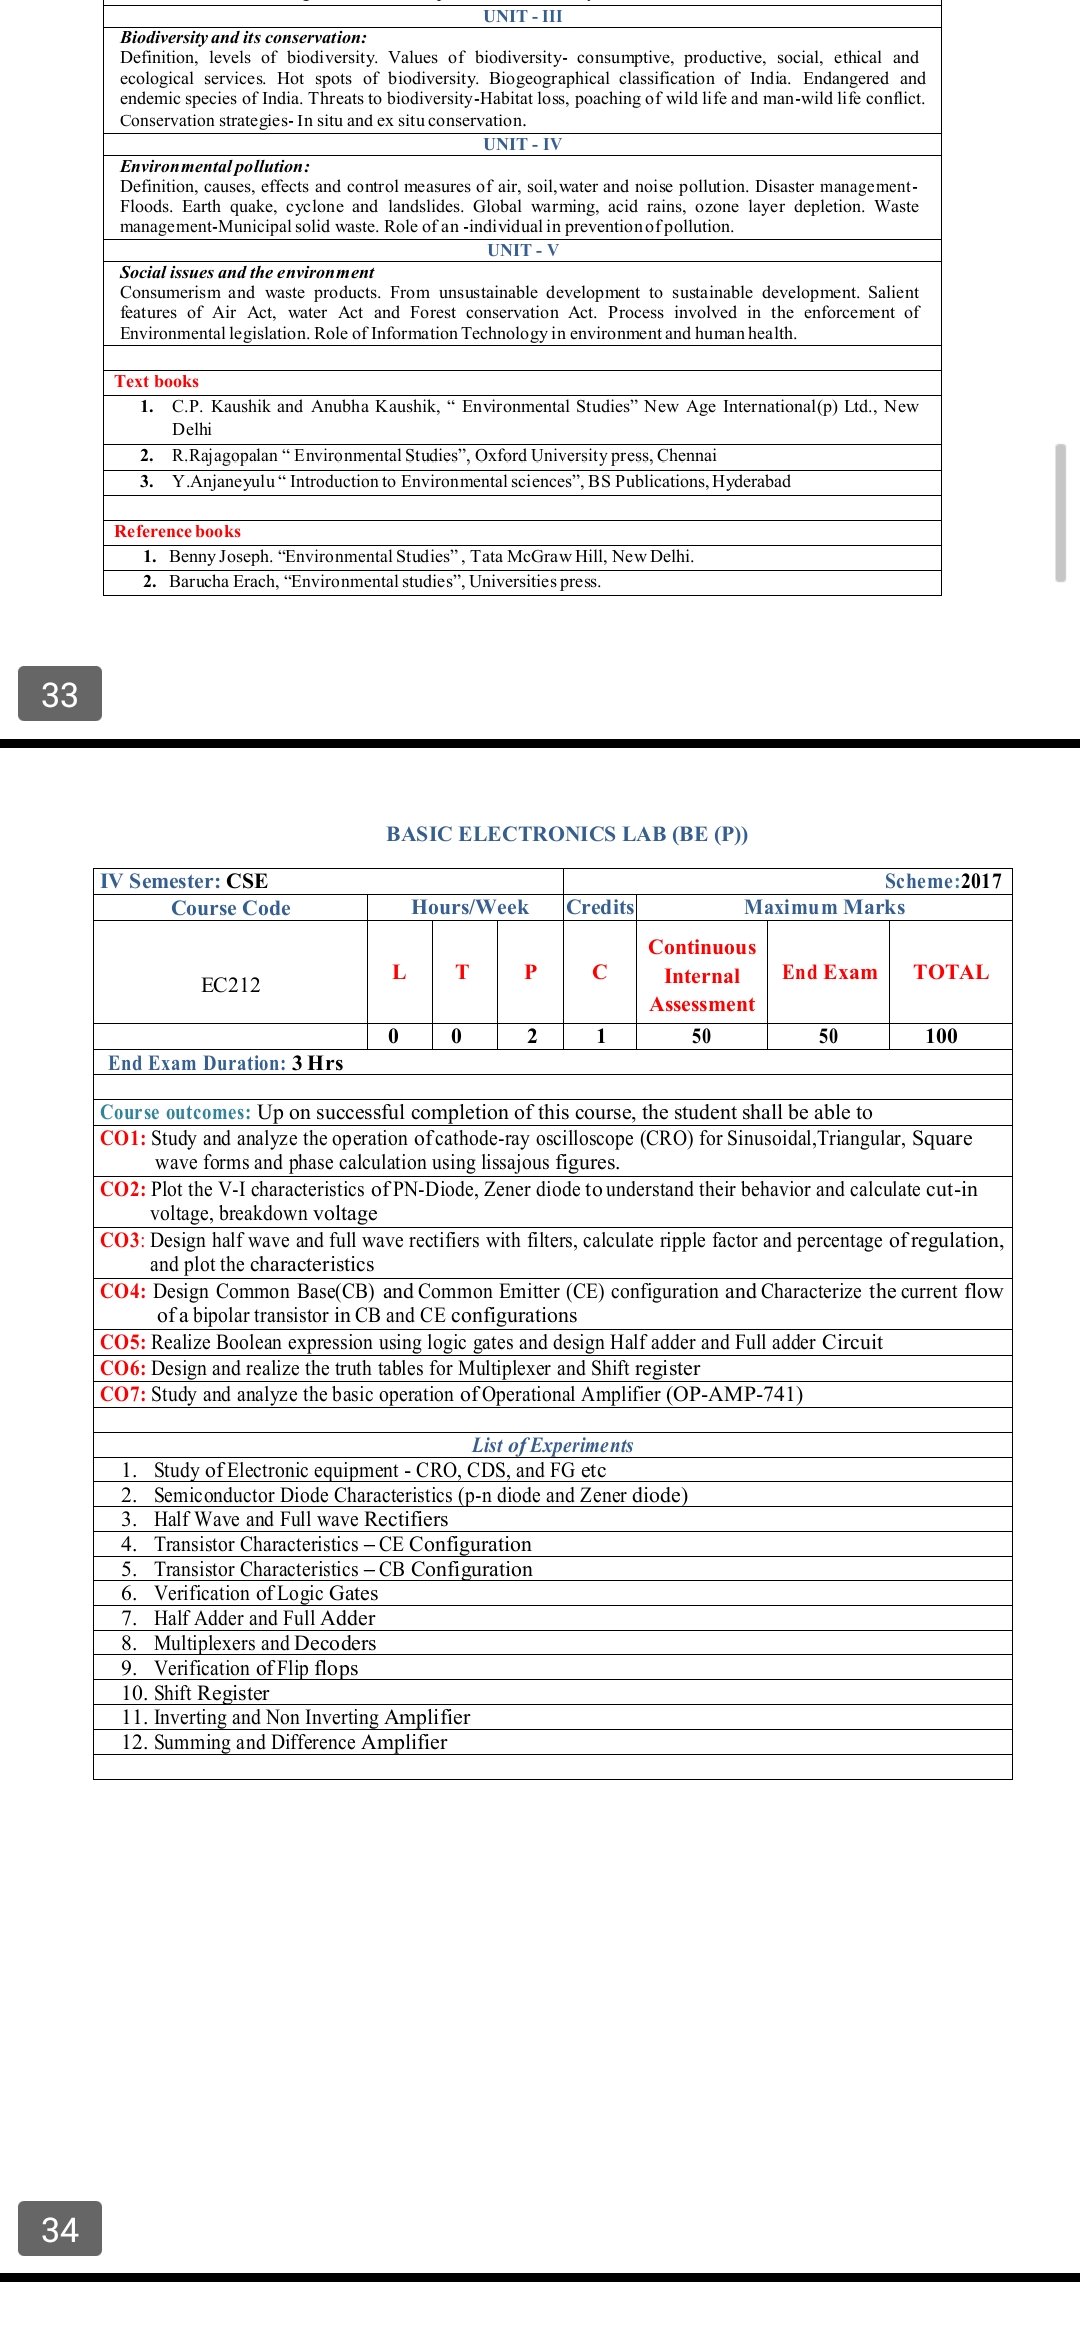 UNIT - III
Biodiversity and its conservation:
Definition, levels of biodiversity. Values of biodiversity- consumptive, productive, social, ethical and
ecological services. Hot spots of biodiversity. Biogeographical classification of India. Endangered and
endemic species of India. Threats to biodiversity-Habitat loss, poaching of wild life and man-wild life conflict.
Conservation strategies- In situ and ex situ conservation.
UNIT - IV
Environmental pollution:
Definition, causes, effects and control measures of air, soil,water and noise pollution. Disaster management-
Floods. Earth quake, cyclone and landslides. Global warming, acid rains, ozone layer depletion. Waste
management-Municipal solid waste. Role of an -individual in prevention of pollution.
UNIT - V
Social issues and the environment
Consumerism and waste products. From unsustainable development to sustainable development. Salient
features of Air Act, water Act and Forest conservation Act. Process involved in the enforcement of
Environmental legislation. Role of Information Technology in environment and human health.
Text books
1. C.P. Kaushik and Anubha Kaushik, “ Environmental Studies” New Age International(p) Ltd., New
Delhi
2. R.Rajagopalan “ Environmental Studies”, Oxford University press, Chennai
3. Y.Anjaneyulu “ Introduction to Environmental sciences”, BS Publications, Hyderabad
Reference books
1. Benny Joseph. “Environmental Studies” , Tata McGraw Hill, New Delhi.
2. Barucha Erach, “Environmental studies”, Universities press.
33
BASIC ELECTRONICS LAB (BE (P))
IV Semester: CSE Scheme:2017
Course Code Hours/Week Credits Maximum Marks
EC212 L T P C Continuous Internal Assessment End Exam TOTAL
0 0 2 1 50 50 100
End Exam Duration: 3 Hrs
Course outcomes: Up on successful completion of this course, the student shall be able to
CO1: Study and analyze the operation of cathode-ray oscilloscope (CRO) for Sinusoidal,Triangular, Square
wave forms and phase calculation using lissajous figures.
CO2: Plot the V-I characteristics of PN-Diode, Zener diode to understand their behavior and calculate cut-in
voltage, breakdown voltage
CO3: Design half wave and full wave rectifiers with filters, calculate ripple factor and percentage of regulation,
and plot the characteristics
CO4: Design Common Base(CB) and Common Emitter (CE) configuration and Characterize the current flow
of a bipolar transistor in CB and CE configurations
CO5: Realize Boolean expression using logic gates and design Half adder and Full adder Circuit
CO6: Design and realize the truth tables for Multiplexer and Shift register
CO7: Study and analyze the basic operation of Operational Amplifier (OP-AMP-741)
List of Experiments
1. Study of Electronic equipment - CRO, CDS, and FG etc
2. Semiconductor Diode Characteristics (p-n diode and Zener diode)
3. Half Wave and Full wave Rectifiers
4. Transistor Characteristics – CE Configuration
5. Transistor Characteristics – CB Configuration
6. Verification of Logic Gates
7. Half Adder and Full Adder
8. Multiplexers and Decoders
9. Verification of Flip flops
10. Shift Register
11. Inverting and Non Inverting Amplifier
12. Summing and Difference Amplifier
34